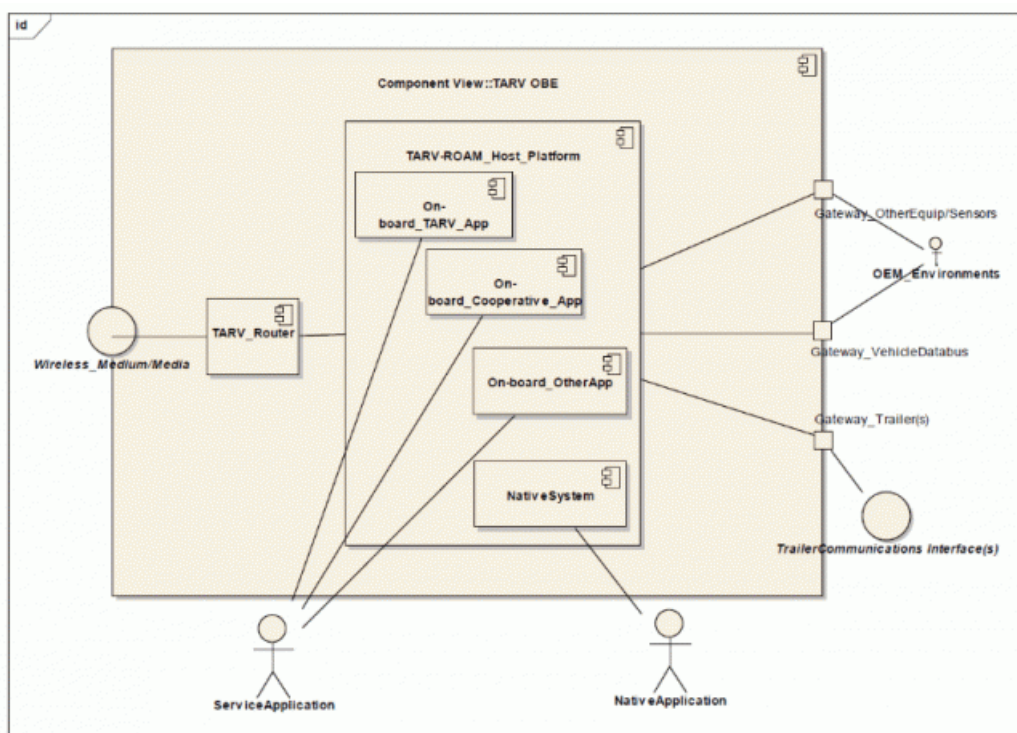 id
Component View::TARV OBE
TARV-ROAM_Host_Platform
On-
board_TARV_App
Gateway_OtherEquip/Sensors
On-
board_Cooperative_App
OEM_Environments
TARV_Router
Wireless_Medium/Media
Gateway_VehicleDatabus
On-board_OtherApp
Gateway_Trailer(s)
NativeSystem
TrailerCommunications Interface(s)
ServiceApplication
NativeApplication